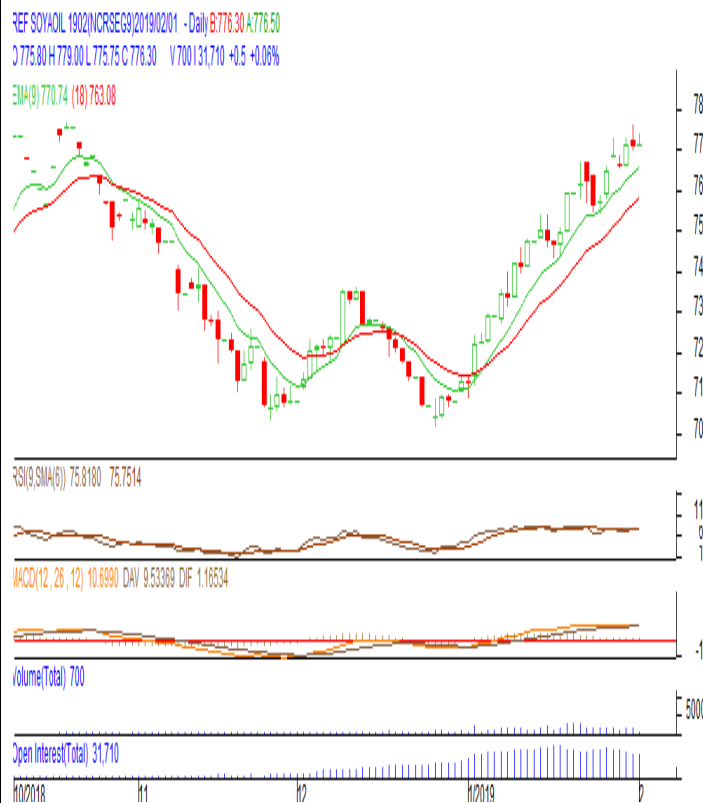 REF SOYAOIL 1902(NCRSEG9)2019/02/01 - Daily B:776.30 A:776.50
O 775.80 H 779.00 L 775.75 C 776.30 V 700 I 31,710 +0.5 +0.06%
EMA(9) 770.74 (18) 763.08
78
77
76
75
74
73
72
71
70
RSI(9,SMA(6)) 75.8180 75.7514
11
9
1
MACD(12 , 26 , 12) 10.6990 DAV 9.53369 DIF 1.16534
-1
Volume(Total) 700
5000
Open Interest(Total) 31,710
10/2018 11 12 1/2019 2